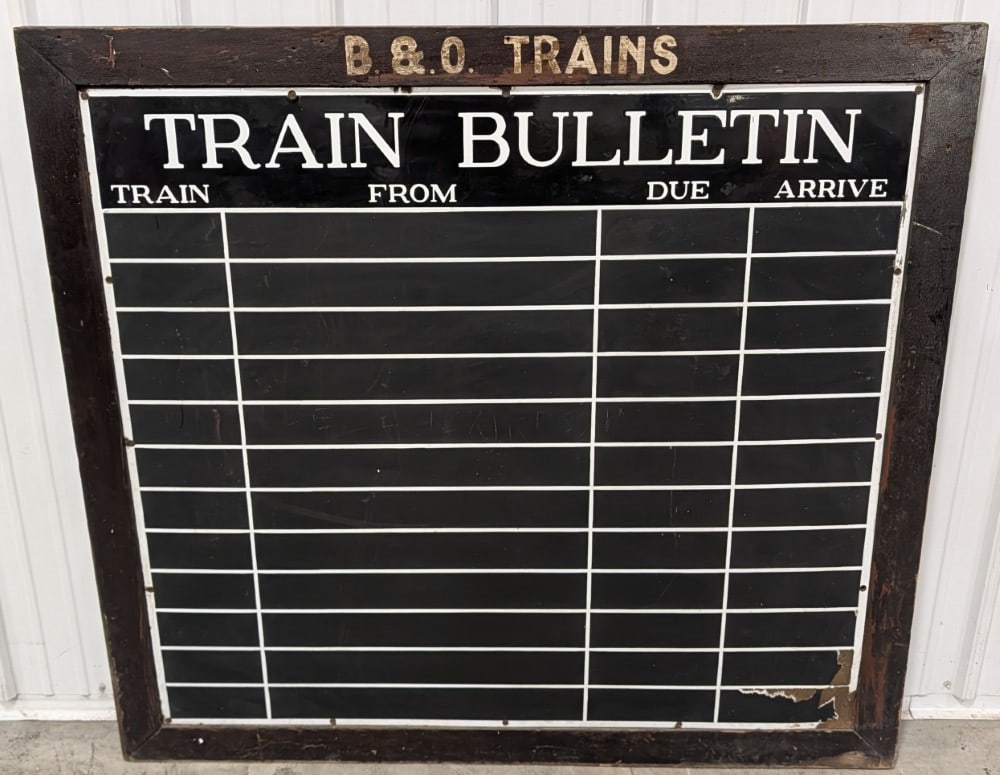 B.&.O. TRAINS
TRAIN BULLETIN
TRAIN FROM DUE ARRIVE